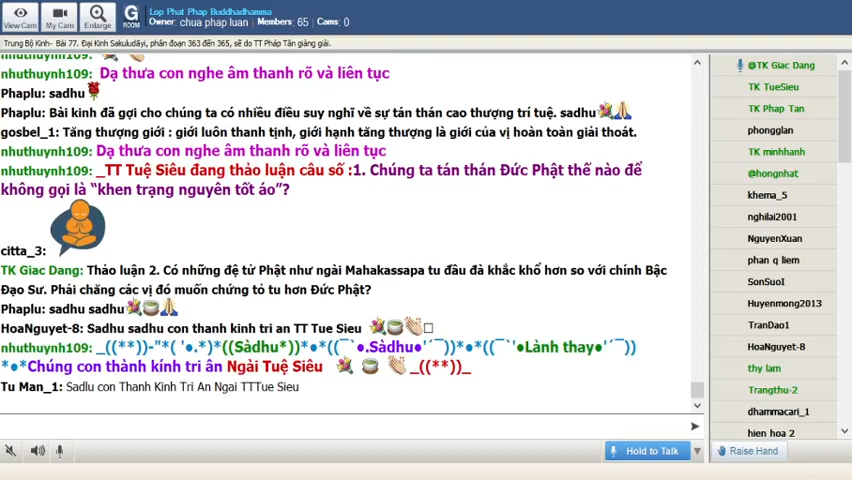 Lop Phat Phap Buddhadhamma
Owner: chua phap luan Members: 65 Cams: 0
View Cam My Cam Enlarge G ROOM
Trung Bộ Kinh- Bài 77. Đại Kinh Sakuludāyi, phân đoạn 363 đến 365, sẽ do TT Pháp Tân giảng giải.
nhuthuynh109:
nhuthuynh109: Dạ thưa con nghe âm thanh rõ và liên tục
Phaplu: sadhu
Phaplu: Bài kinh đã gợi cho chúng ta có nhiều điều suy nghĩ về sự tán thán cao thượng trí tuệ. sadhu
gosbel_1: Tăng thượng giới : giới luôn thanh tịnh, giới hạnh tăng thượng là giới của vị hoàn toàn giải thoát.
nhuthuynh109: Dạ thưa con nghe âm thanh rõ và liên tục
nhuthuynh109: _TT Tuệ Siêu đang thảo luận câu số :1. Chúng ta tán thán Đức Phật thế nào để
không gọi là “khen trạng nguyên tốt áo”?
citta_3:
TK Giac Dang: Thảo luận 2. Có những đệ tử Phật như ngài Mahakassapa tu đầu đà khắc khổ hơn so với chính Bậc
Đạo Sư. Phải chăng các vị đó muốn chứng tỏ tu hơn Đức Phật?
Phaplu: sadhu sadhu
HoaNguyet-8: Sadhu sadhu con thanh kinh tri an TT Tue Sieu
nhuthuynh109: _((**))-"*( '●.*)*((Sàdhu*))*●*((¯`●.Sàdhu●'´¯))*●*((¯`'●Lành thay●'´¯))
*●*Chúng con thành kính tri ân Ngài Tuệ Siêu _((**))_
Tu Man_1: Sadlu con Thanh Kinh Tri An Ngai TTTue Sieu
@TK Giac Dang
TK TueSieu
TK Phap Tan
phongglan
TK minhhanh
@hongnhat
khema_5
nghilai2001
NguyenXuan
phan q liem
SonSuoI
Huyenmong2013
TranDao1
HoaNguyet-8
thy lam
Trangthu-2
dhammacari_1
hien hoa 2
Hold to Talk
Raise Hand